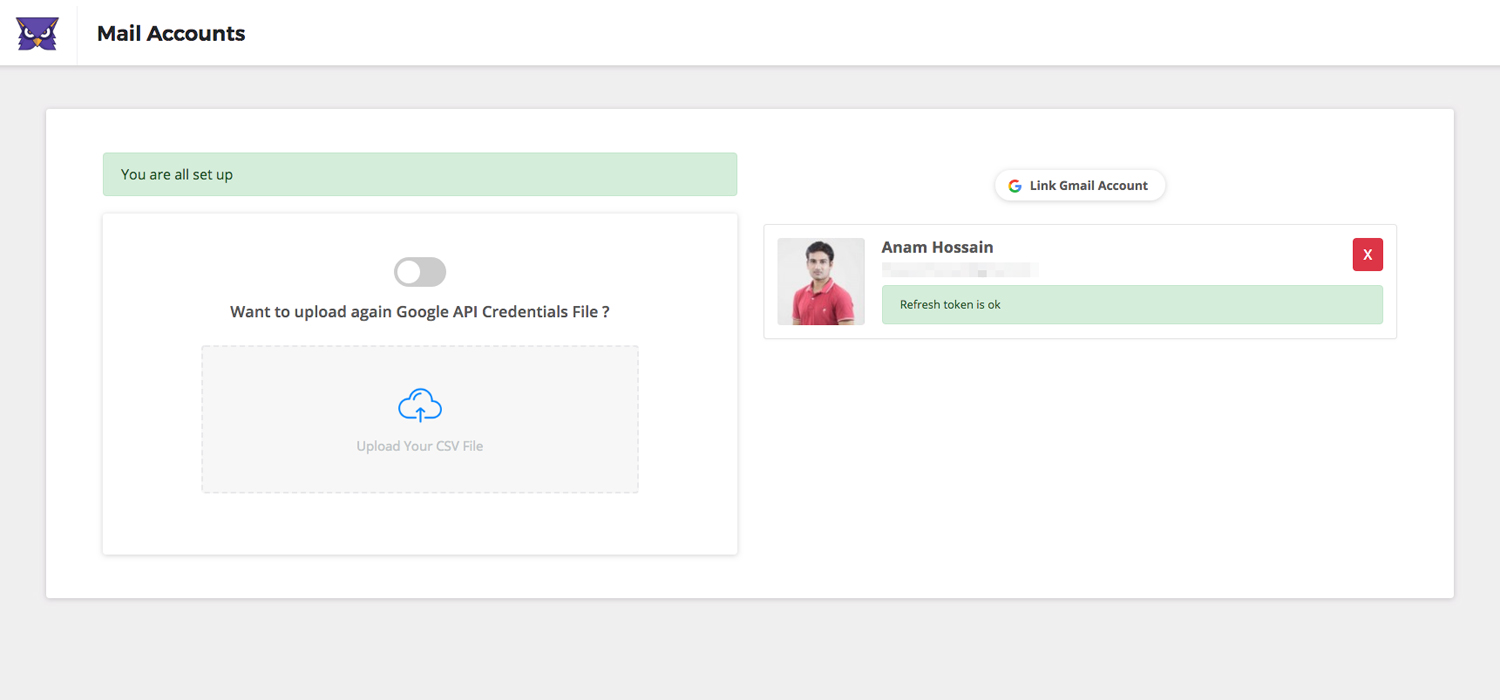 Mail Accounts
You are all set up
Want to upload again Google API Credentials File ?
Upload Your CSV File
Link Gmail Account
Anam Hossain
X
Refresh token is ok